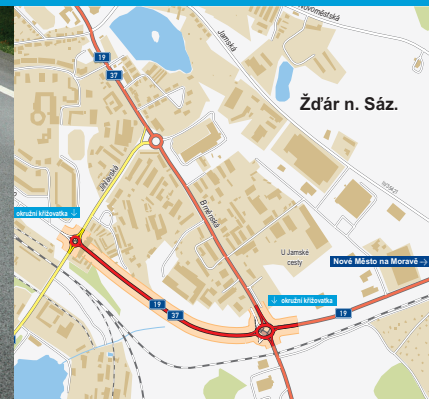 Novoměstská
Jamská
19
37
Žďár n. Sáz.
Jihlavská
Brněnská
okružní křižovatka ↓
U Jamské
cesty
Nové Město na Moravě →
↓ okružní křižovatka
19
37
19